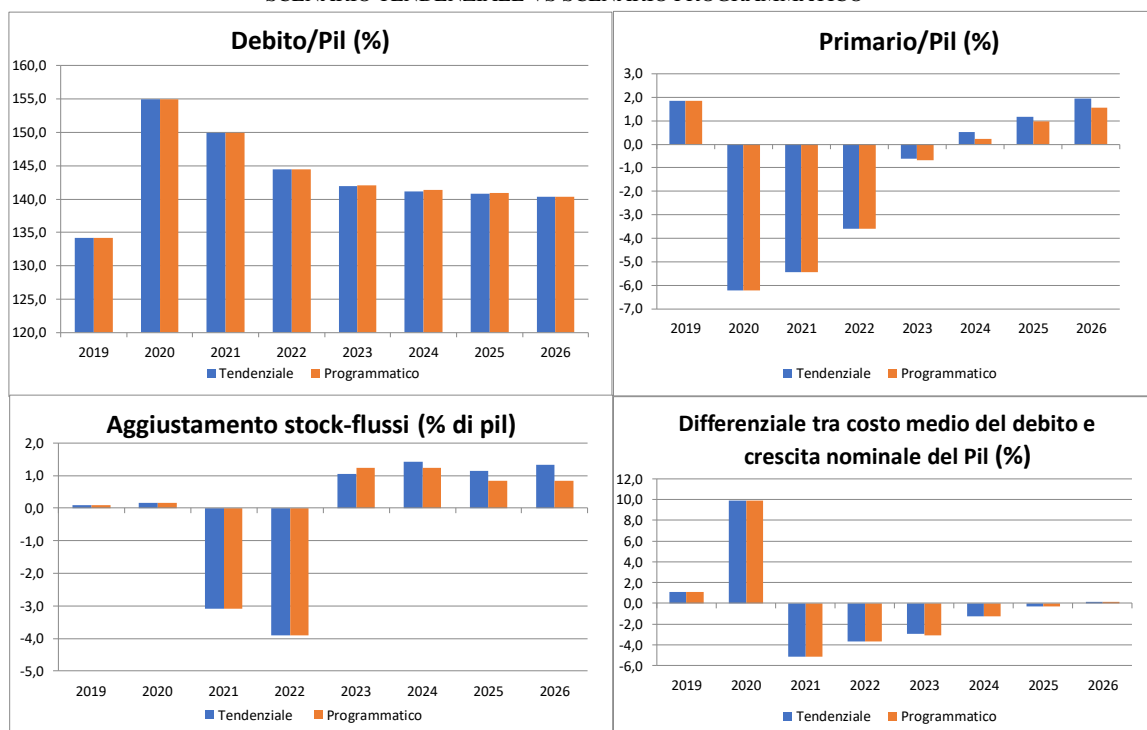 SCENARIO TENDENZIALE VS SCENARIO PROGRAMMATICO
Debito/Pil (%)
160,0
155,0
150,0
145,0
140,0
135,0
130,0
125,0
120,0
2019 2020 2021 2022 2023 2024 2025 2026
Tendenziale Programmatico
Primario/Pil (%)
3,0
2,0
1,0
0,0
-1,0
-2,0
-3,0
-4,0
-5,0
-6,0
-7,0
2019 2020 2021 2022 2023 2024 2025 2026
Tendenziale Programmatico
Aggiustamento stock-flussi (% di pil)
2,0
1,0
0,0
-1,0
-2,0
-3,0
-4,0
-5,0
2019 2020 2021 2022 2023 2024 2025 2026
Tendenziale Programmatico
Differenziale tra costo medio del debito e
crescita nominale del Pil (%)
12,0
10,0
8,0
6,0
4,0
2,0
0,0
-2,0
-4,0
-6,0
2019 2020 2021 2022 2023 2024 2025 2026
Tendenziale Programmatico